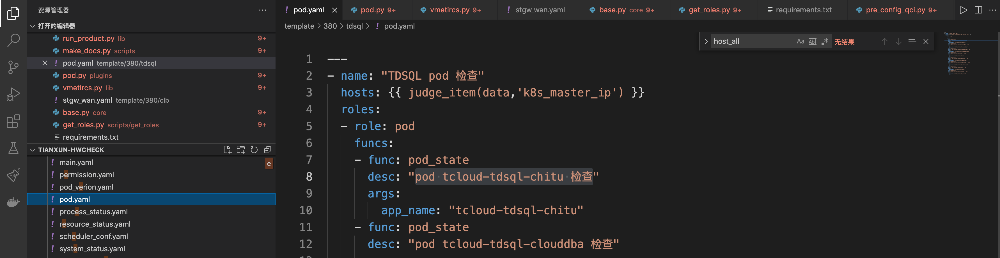 资源管理器
打开的编辑器
run_product.py lib 9+
make_docs.py scripts 9+
pod.yaml template/380/tdsql
pod.py plugins 9+
vmetircs.py lib 9+
stgw_wan.yaml template/380/clb
base.py core 9+
get_roles.py scripts/get_roles 9+
requirements.txt
TIANXUN-HWCHECK
main.yaml e
permission.yaml
pod_verion.yaml
pod.yaml
process_status.yaml
resource_status.yaml
scheduler_conf.yaml
system_status.yaml
pod.yaml pod.py 9+ vmetircs.py 9+ stgw_wan.yaml base.py core 9+ get_roles.py 9+ requirements.txt pre_config_qci.py 9+
template > 380 > tdsql > ! pod.yaml
host_all Aa Ab .* 无结果
1 ---
2 - name: "TDSQL pod 检查"
3 hosts: {{ judge_item(data,'k8s_master_ip') }}
4 roles:
5 - role: pod
6 funcs:
7 - func: pod_state
8 desc: "pod tcloud-tdsql-chitu 检查"
9 args:
10 app_name: "tcloud-tdsql-chitu"
11 - func: pod_state
12 desc: "pod tcloud-tdsql-clouddba 检查"